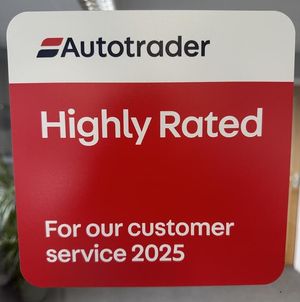 Autotrader
Highly Rated
For our customer
service 2025